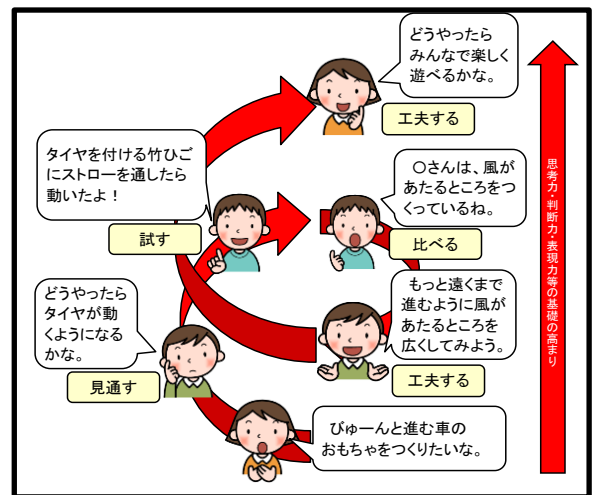 どうやったら
みんなで楽しく
遊べるかな。
工夫する
タイヤを付ける竹ひご
にストローを通したら
動いたよ！
試す
○さんは、風が
あたるところをつ
くっているね。
比べる
どうやったら
タイヤが動
くようになる
かな。
見通す
もっと遠くまで
進むように風が
あたるところを
広くしてみよう。
工夫する
びゅーんと進む車の
おもちゃをつくりたいな。
思考力・判断力・表現力等の基礎の高まり